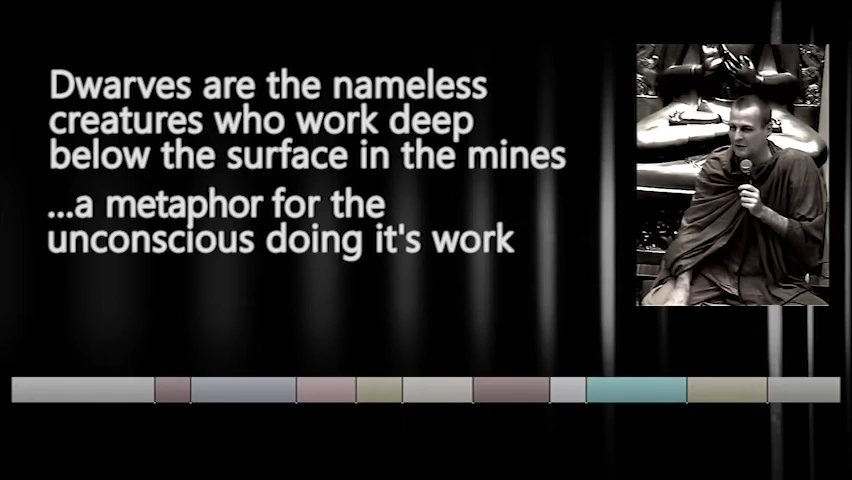 Dwarves are the nameless
creatures who work deep
below the surface in the mines
...a metaphor for the
unconscious doing it's work